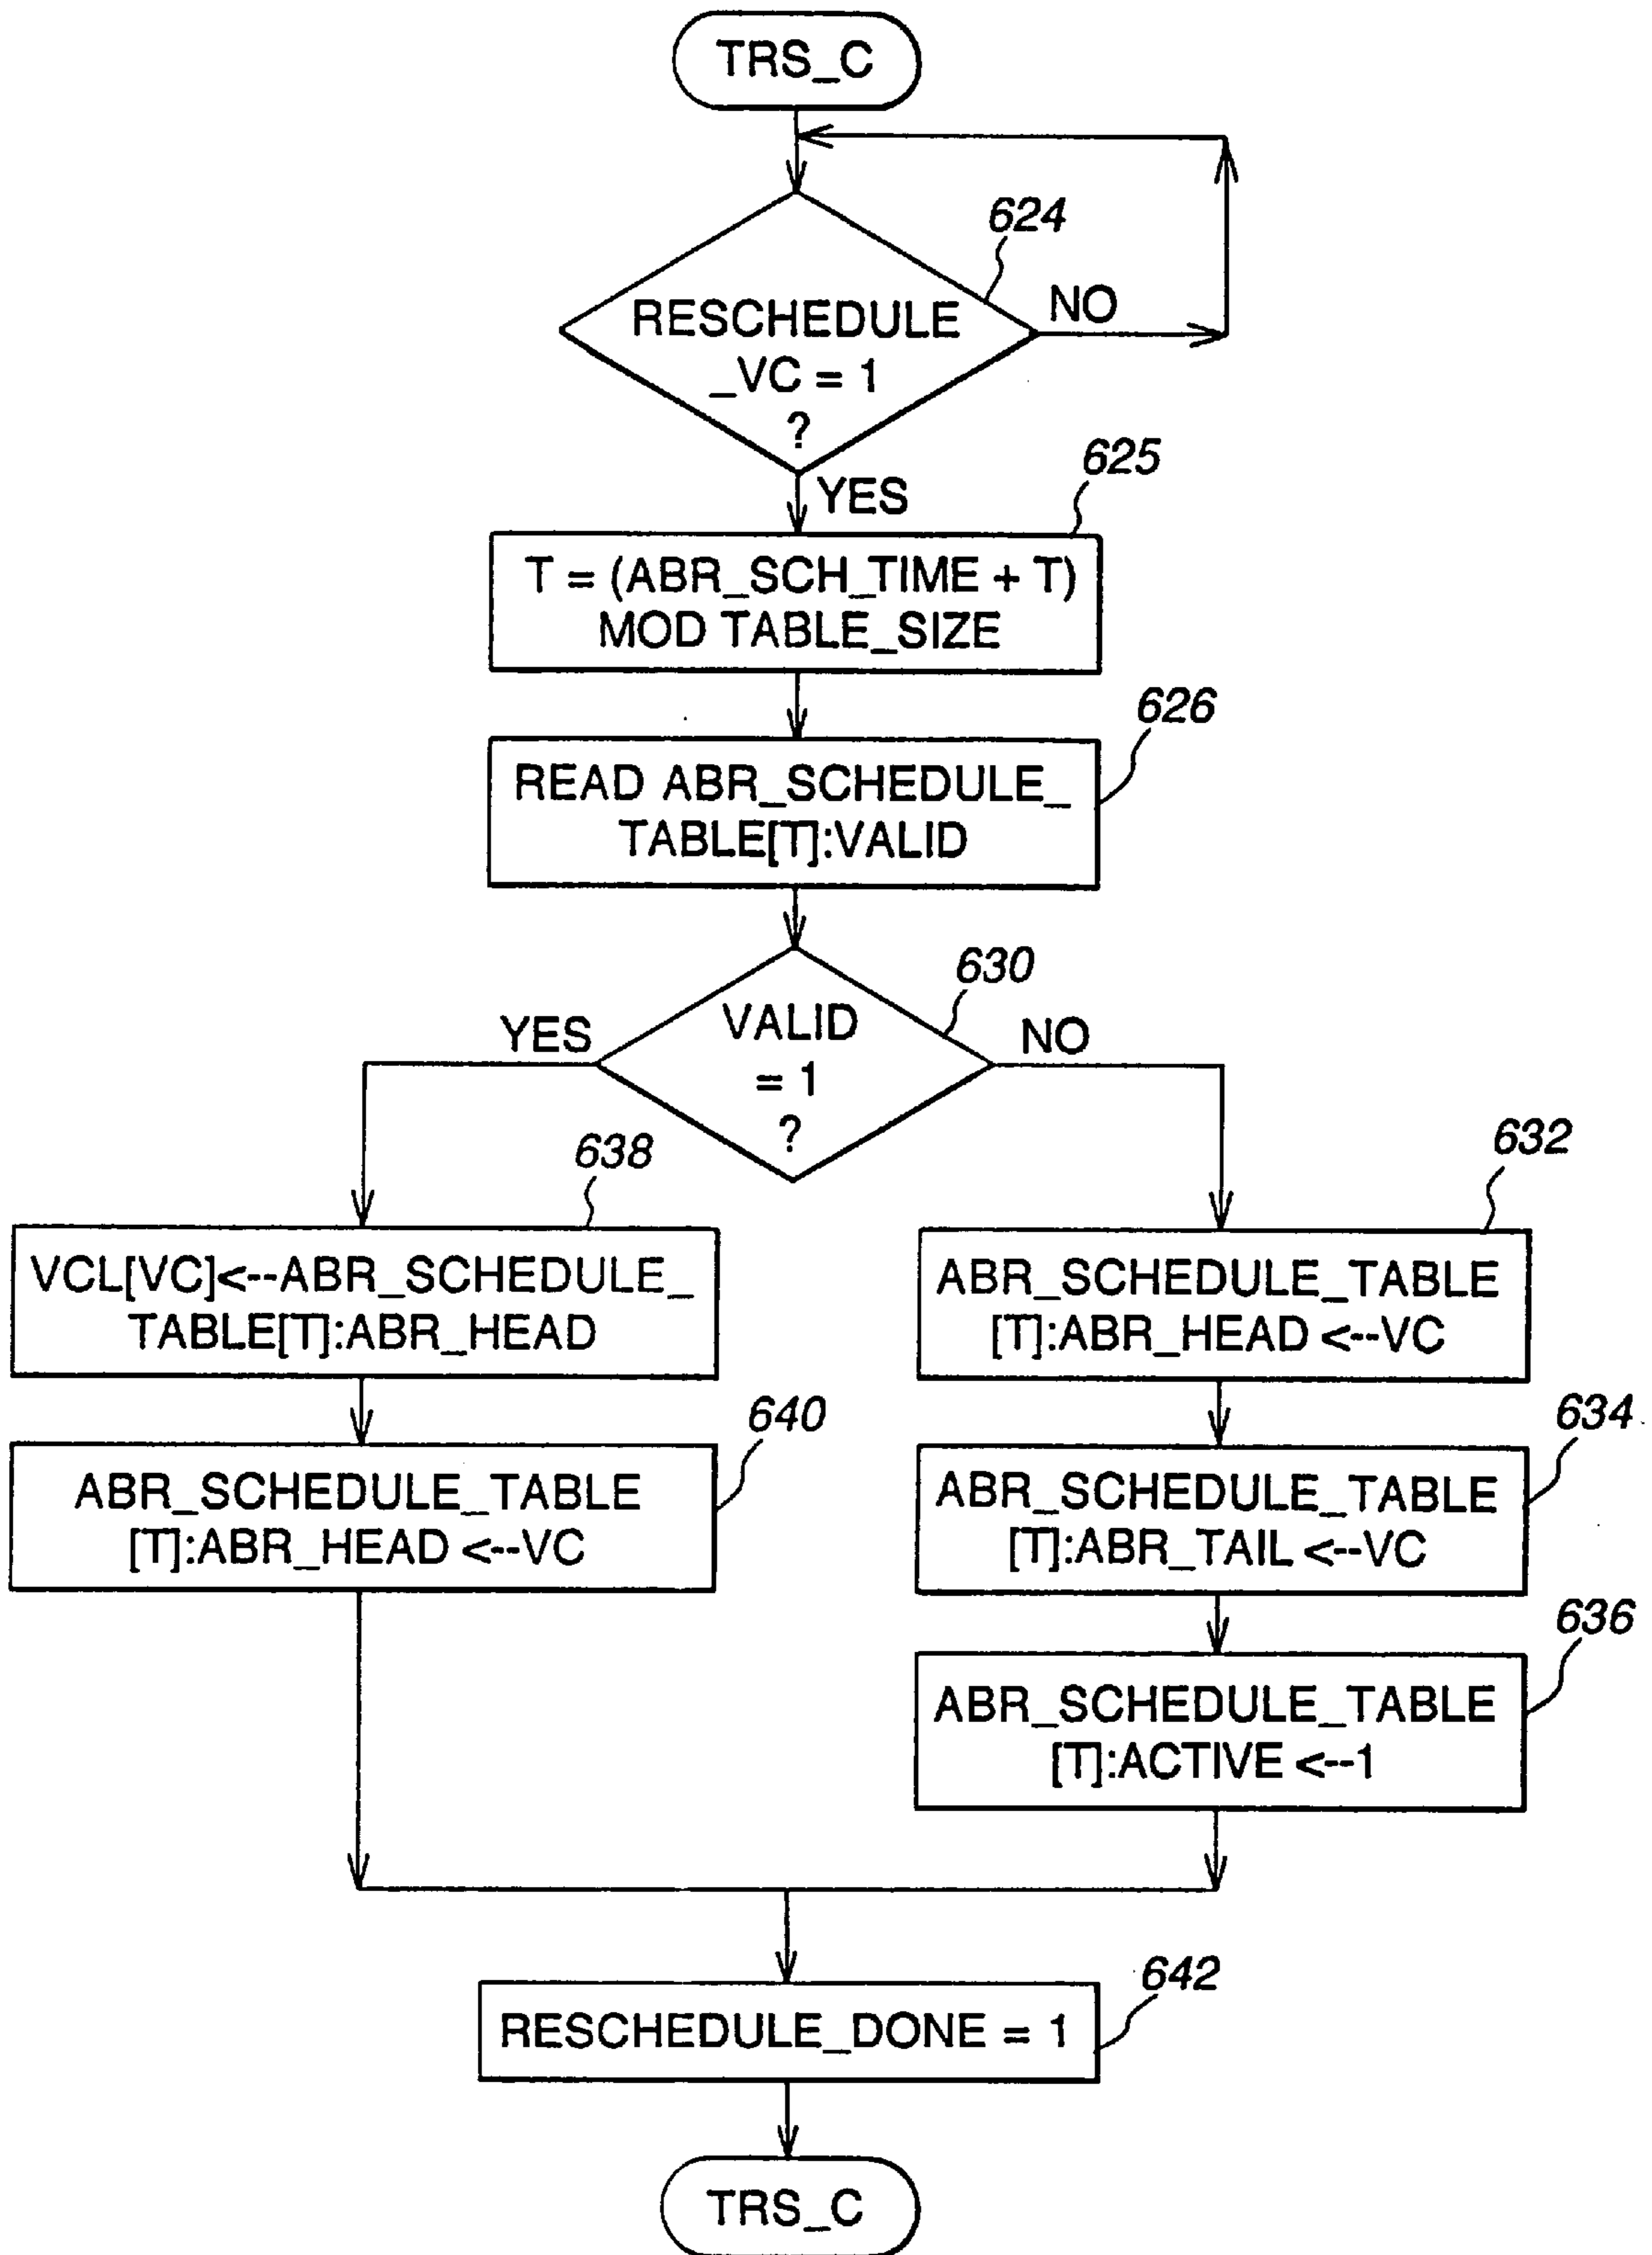 TRS_C
624
RESCHEDULE
_VC = 1
?
NO
YES
625
T = (ABR_SCH_TIME + T)
MOD TABLE_SIZE
626
READ ABR_SCHEDULE_
TABLE[T]:VALID
630
VALID
= 1
?
YES
NO
638
VCL[VC]<--ABR_SCHEDULE_
TABLE[T]:ABR_HEAD
640
ABR_SCHEDULE_TABLE
[T]:ABR_HEAD <--VC
632
ABR_SCHEDULE_TABLE
[T]:ABR_HEAD <--VC
634
ABR_SCHEDULE_TABLE
[T]:ABR_TAIL <--VC
636
ABR_SCHEDULE_TABLE
[T]:ACTIVE <--1
642
RESCHEDULE_DONE = 1
TRS_C